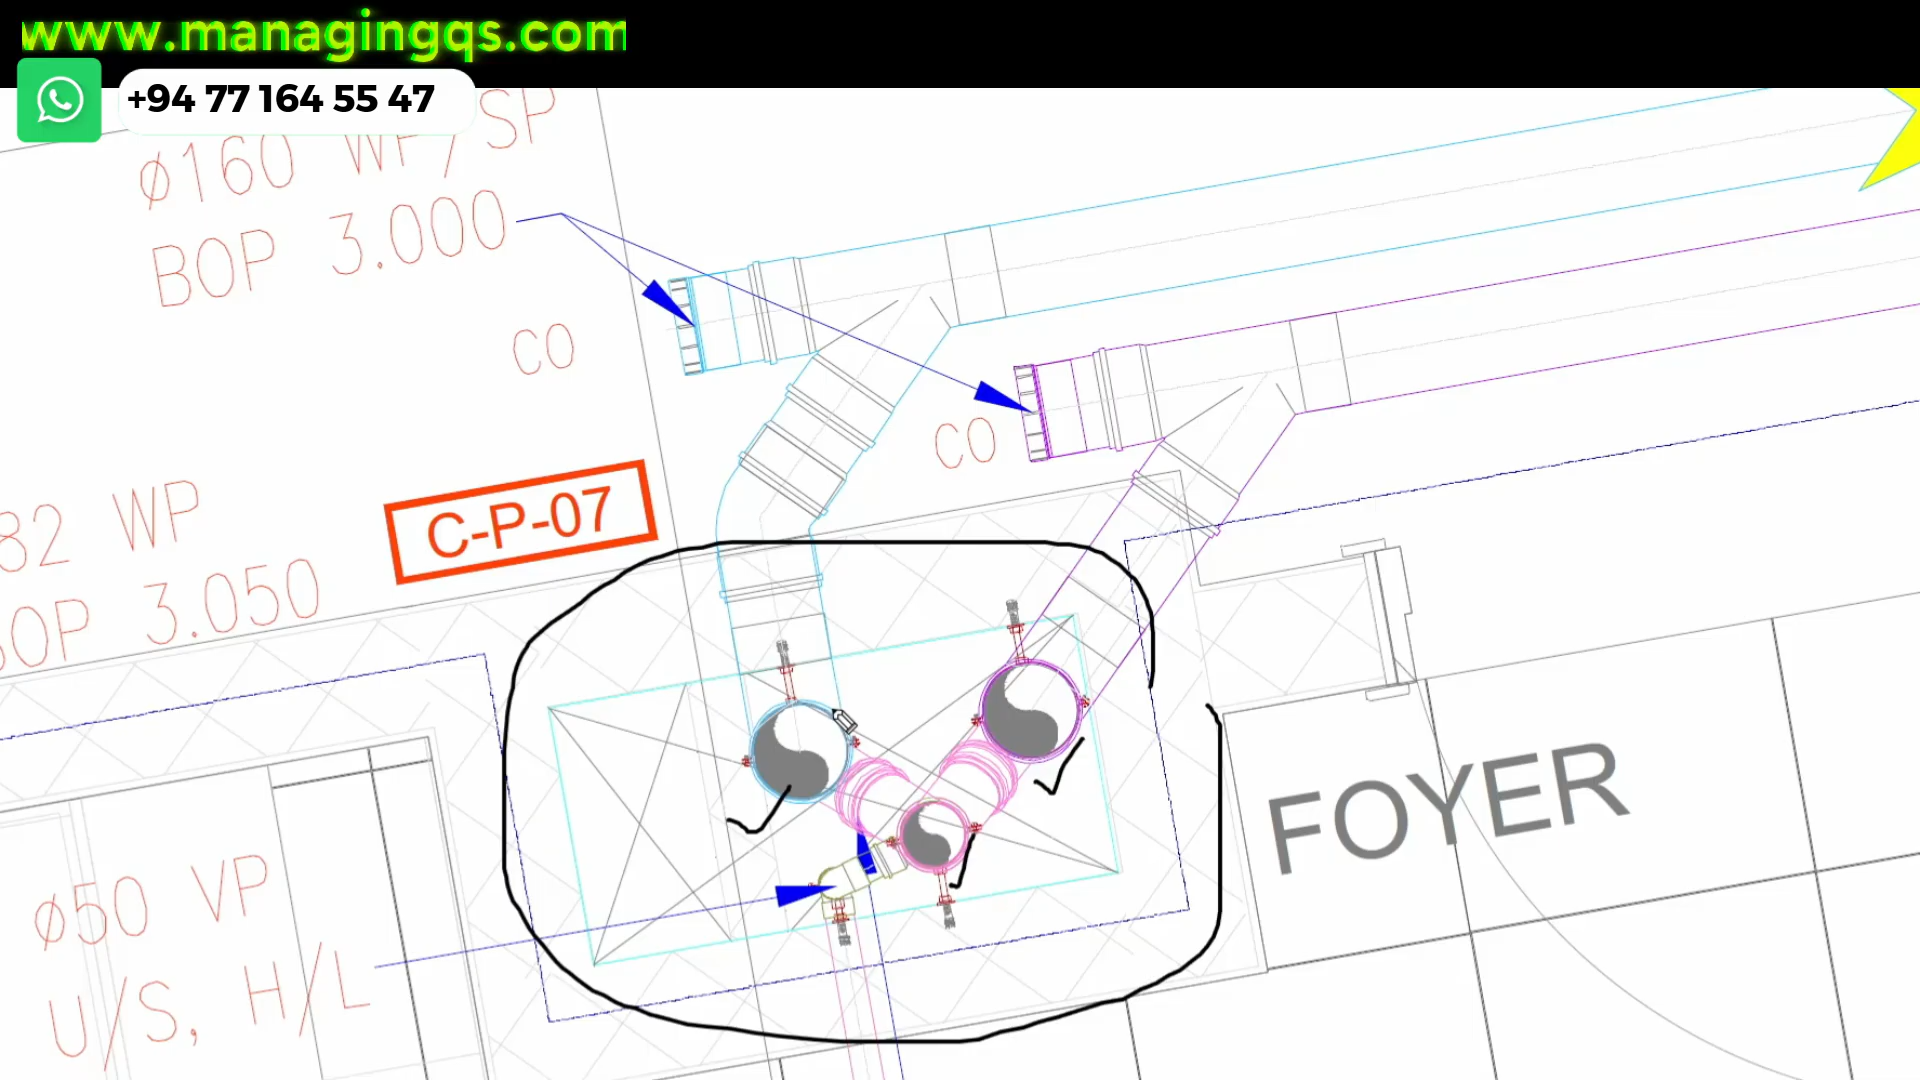 www.managingqs.com
+94 77 164 55 47
ø160 WP/SP
BOP 3.000
CO
CO
C-P-07
82 WP
BOP 3.050
FOYER
ø50 VP
U/S, H/L